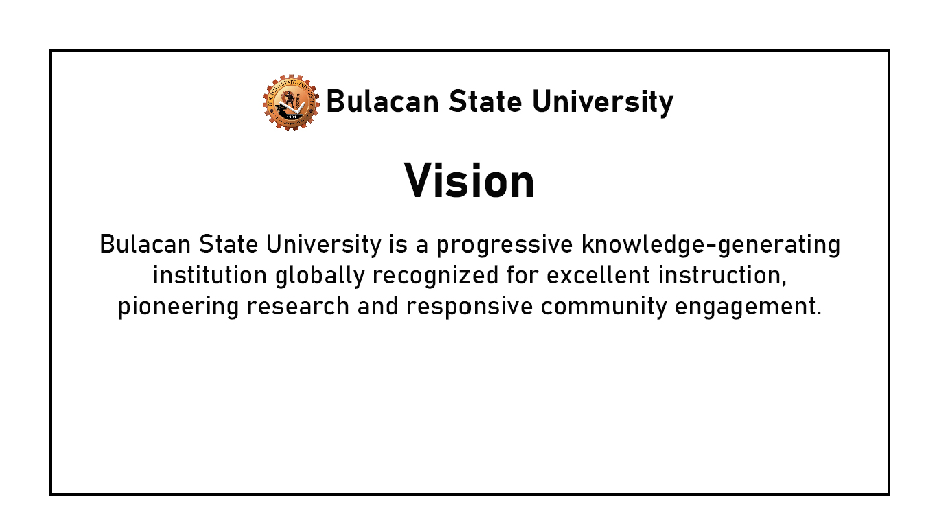 Bulacan State University
Vision
Bulacan State University is a progressive knowledge-generating
institution globally recognized for excellent instruction,
pioneering research and responsive community engagement.